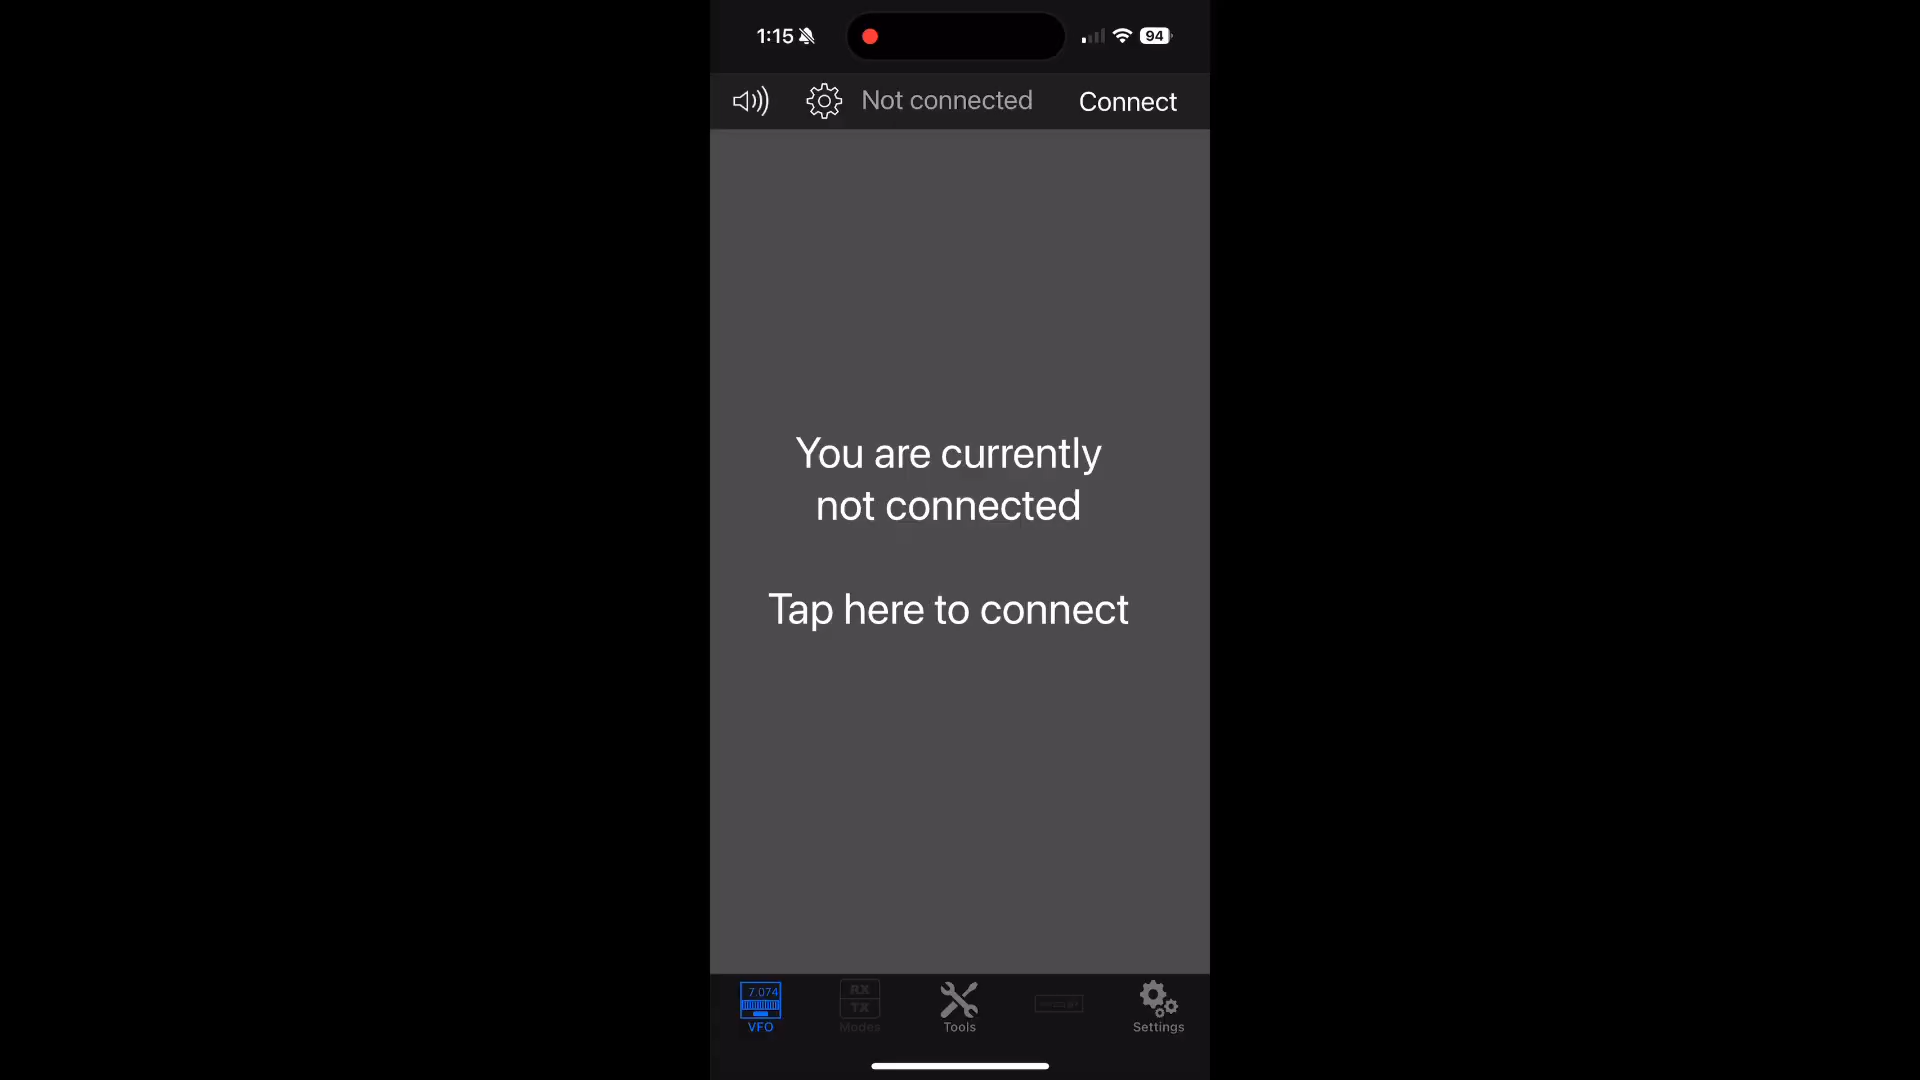 1:15
94
Not connected
Connect
You are currently
not connected
Tap here to connect
7.074
VFO
RX
TX
Modes
Tools
Settings